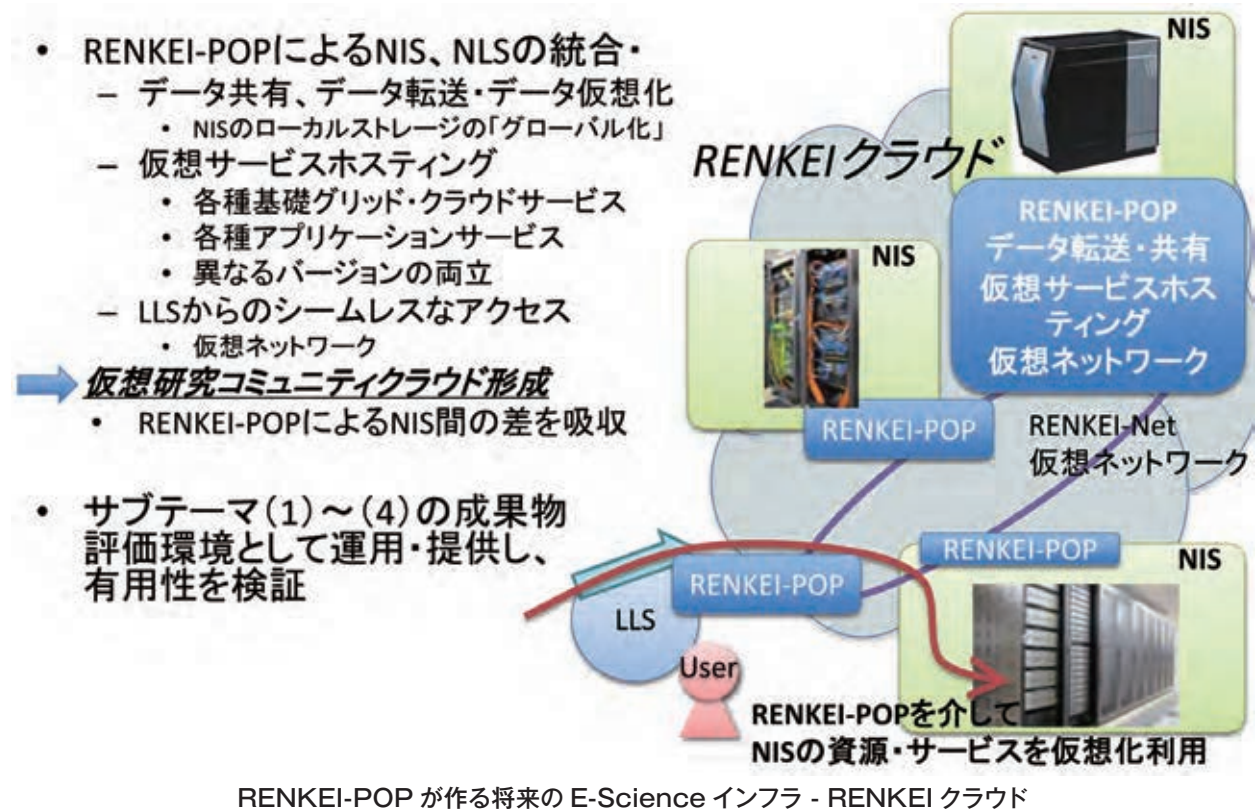 • RENKEI-POPによるNIS、NLSの統合・
– データ共有、データ転送・データ仮想化
• NISのローカルストレージの「グローバル化」
– 仮想サービスホスティング
• 各種基礎グリッド・クラウドサービス
• 各種アプリケーションサービス
• 異なるバージョンの両立
– LLSからのシームレスなアクセス
• 仮想ネットワーク
仮想研究コミュニティクラウド形成
• RENKEI-POPによるNIS間の差を吸収
• サブテーマ(1)～(4)の成果物
評価環境として運用・提供し、
有用性を検証
NIS
RENKEIクラウド
RENKEI-POP
データ転送・共有
仮想サービスホス
ティング
仮想ネットワーク
NIS
RENKEI-POP
RENKEI-Net
仮想ネットワーク
RENKEI-POP
NIS
RENKEI-POP
LLS
User
RENKEI-POPを介して
NISの資源・サービスを仮想化利用
RENKEI-POP が作る将来の E-Science インフラ - RENKEI クラウド